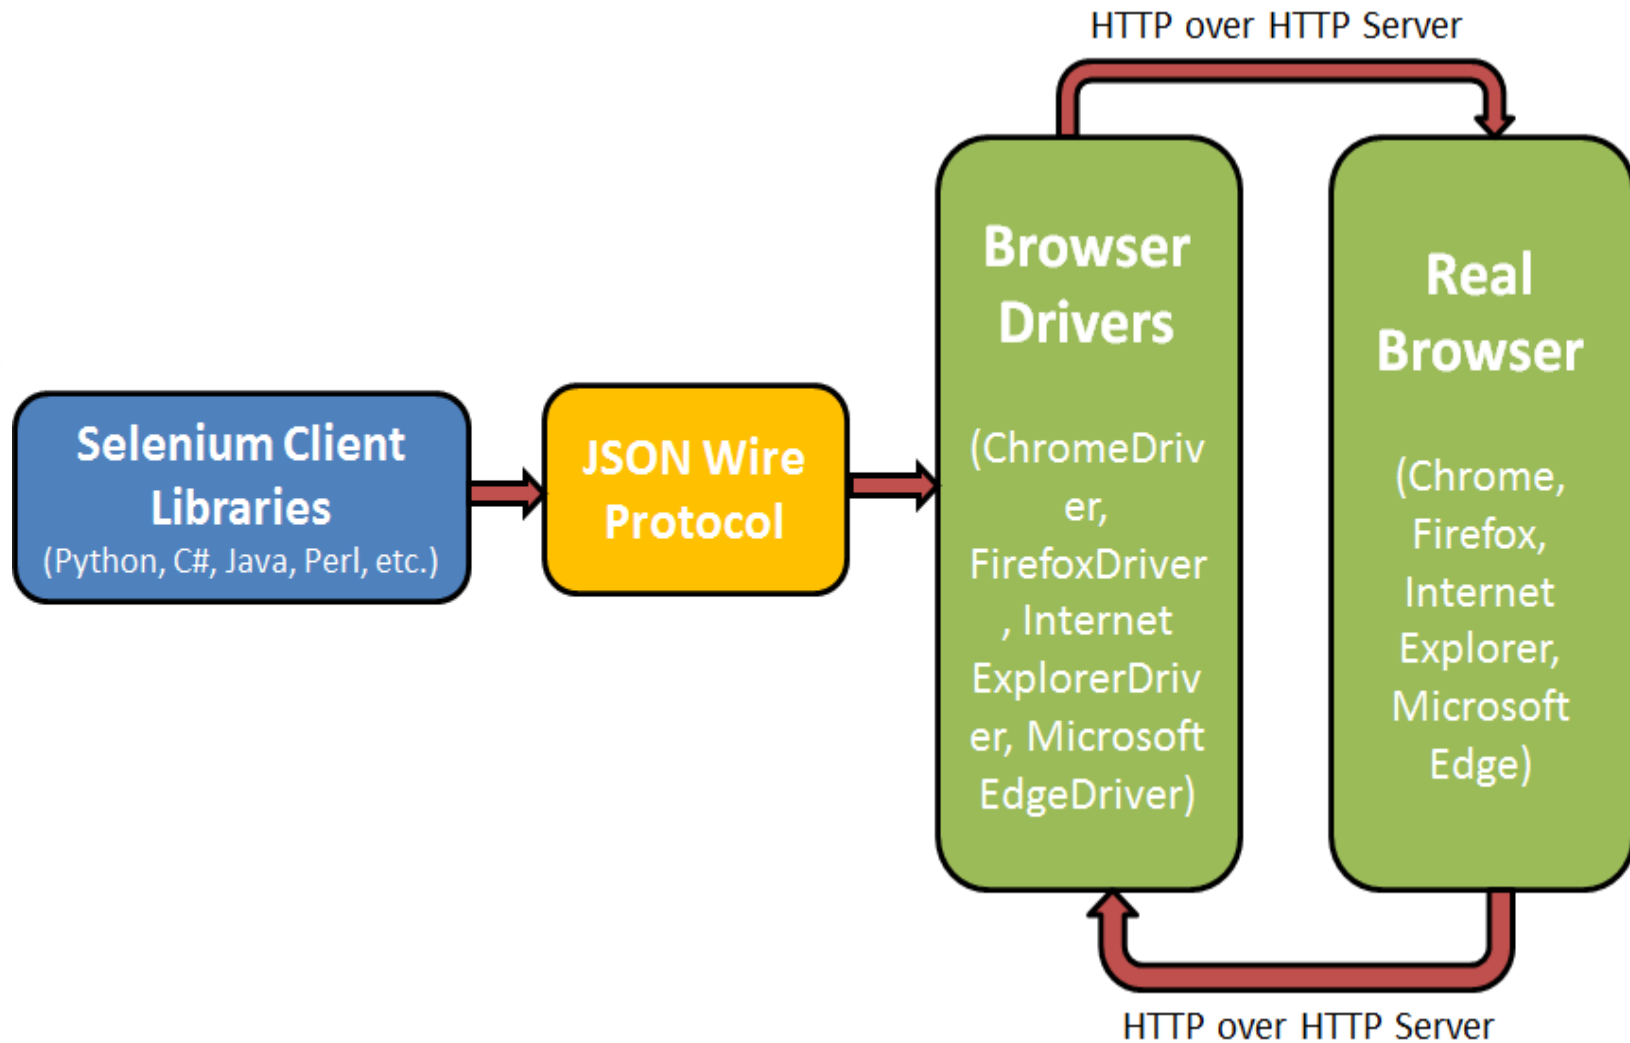 HTTP over HTTP Server
Selenium Client
Libraries
(Python, C#, Java, Perl, etc.)
JSON Wire
Protocol
Browser
Drivers
(ChromeDriv
er,
FirefoxDriver
, Internet
ExplorerDriv
er, Microsoft
EdgeDriver)
Real
Browser
(Chrome,
Firefox,
Internet
Explorer,
Microsoft
Edge)
HTTP over HTTP Server